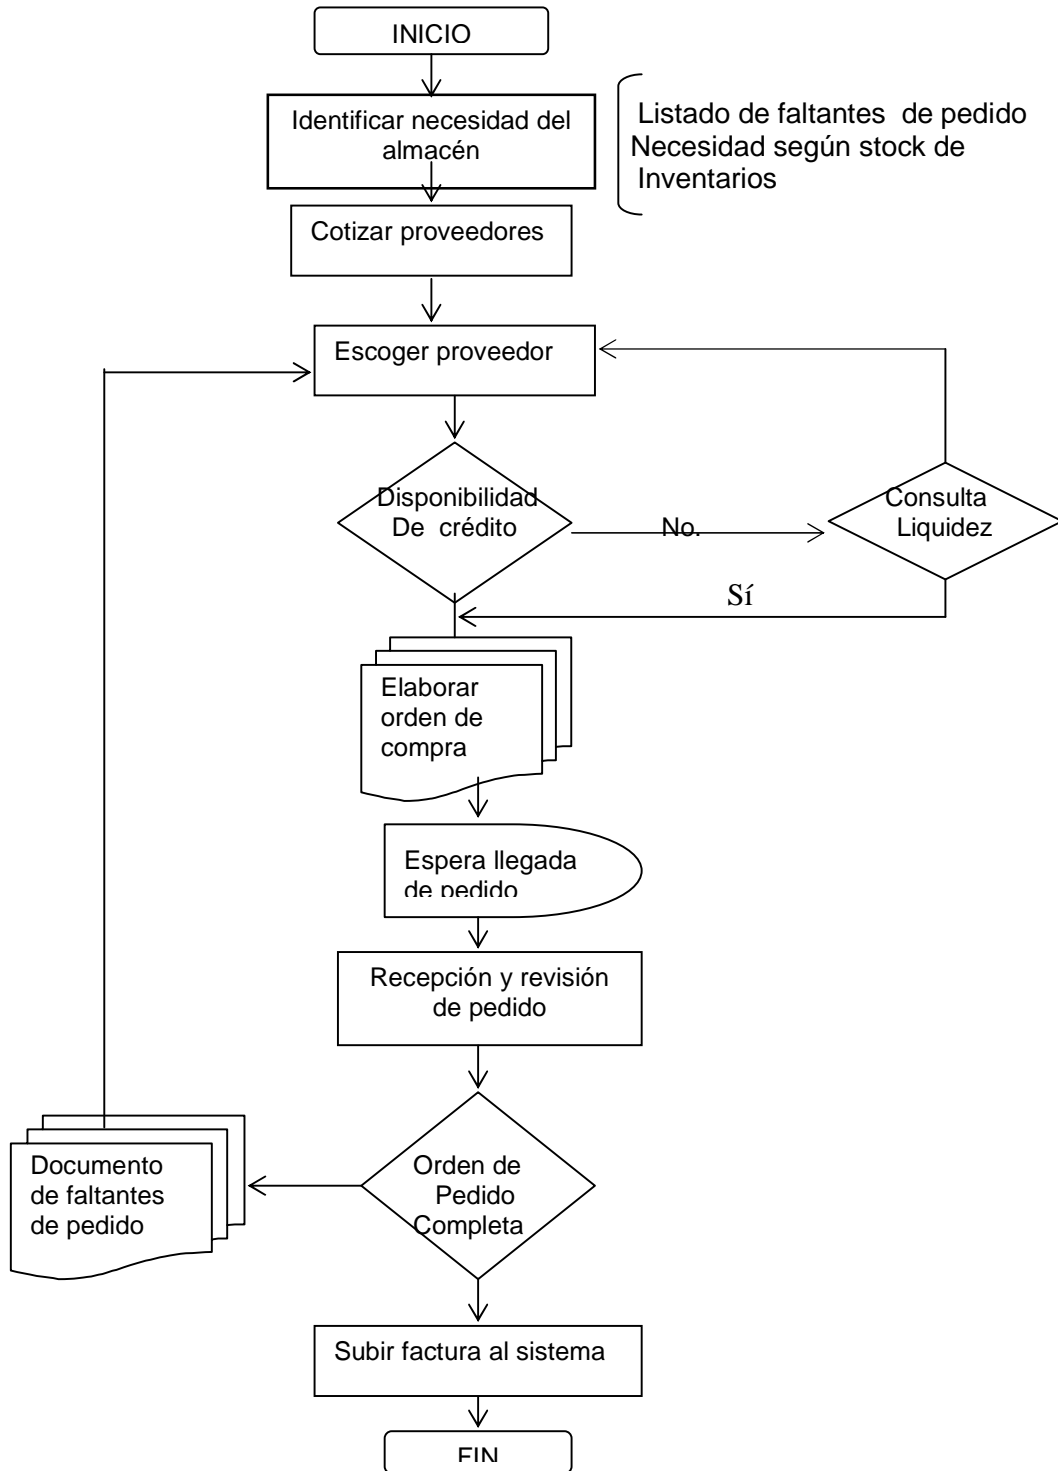 INICIO
Identificar necesidad del
almacén
Listado de faltantes de pedido
Necesidad según stock de
Inventarios
Cotizar proveedores
Escoger proveedor
Disponibilidad
De crédito
No.
Consulta
Liquidez
Sí
Elaborar
orden de
compra
Espera llegada
de pedido
Recepción y revisión
de pedido
Orden de
Pedido
Completa
Documento
de faltantes
de pedido
Subir factura al sistema
FIN